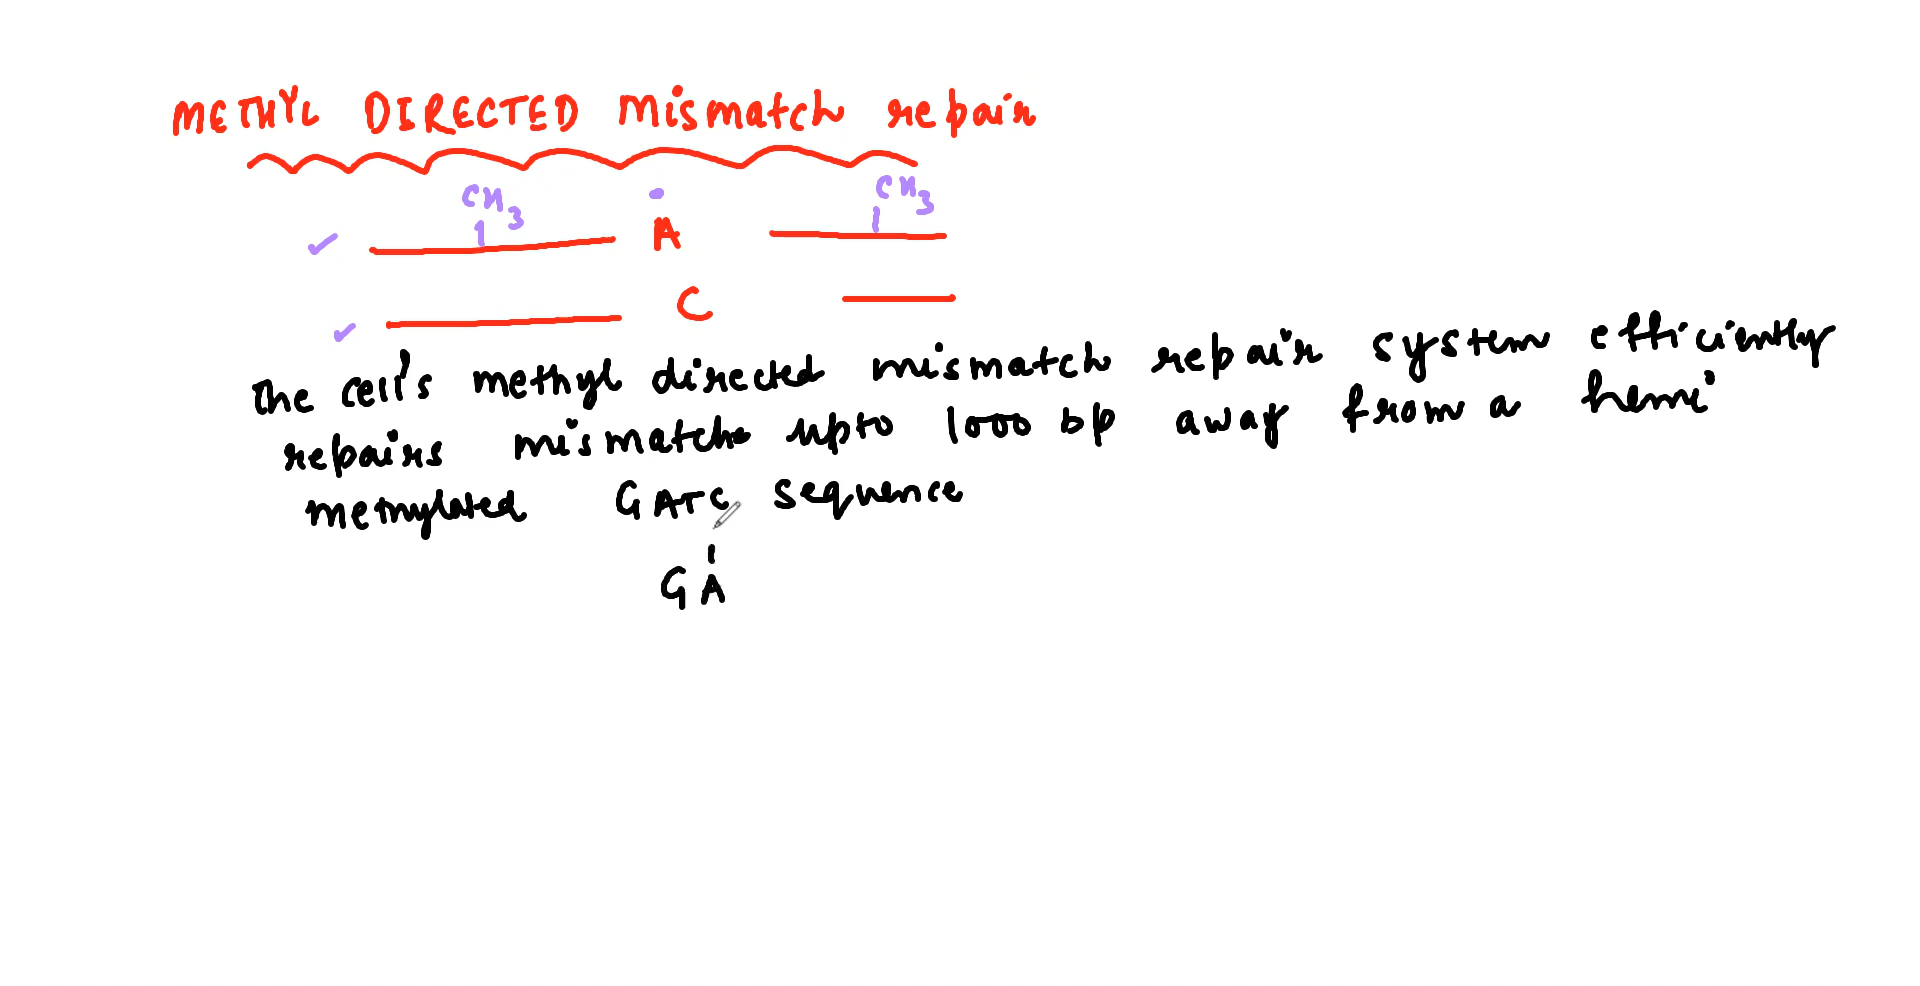 METHYL DIRECTED Mismatch repair
CH3 CH3
A
C
The cell's methyl directed mismatch repair system efficiently
repairs mismatchs upto 1000 bp away from a hemi
methylated GATC sequence
GA